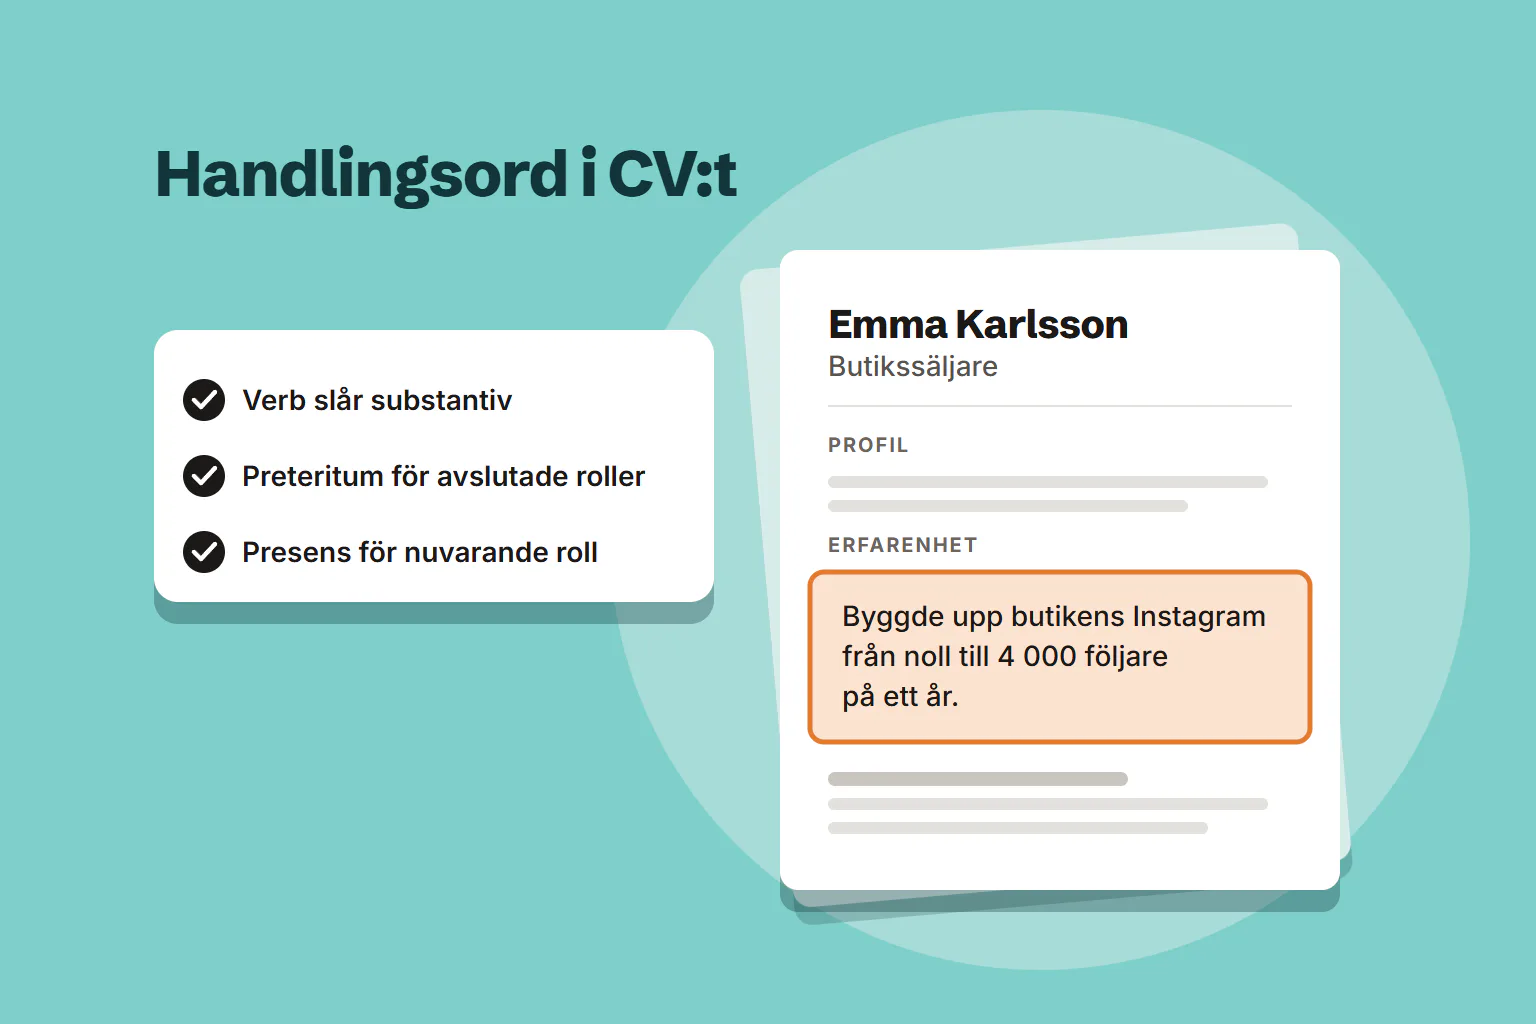 Handlingsord i CV:t
Verb slår substantiv
Preteritum för avslutade roller
Presens för nuvarande roll
Emma Karlsson
Butikssäljare
PROFIL
ERFARENHET
Byggde upp butikens Instagram
från noll till 4 000 följare
på ett år.